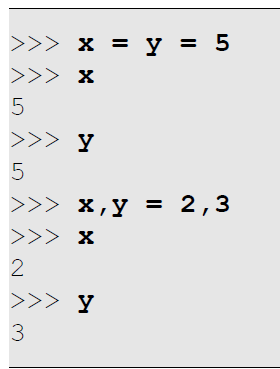 >>> x = y = 5
>>> x
5
>>> y
5
>>> x,y = 2,3
>>> x
2
>>> y
3